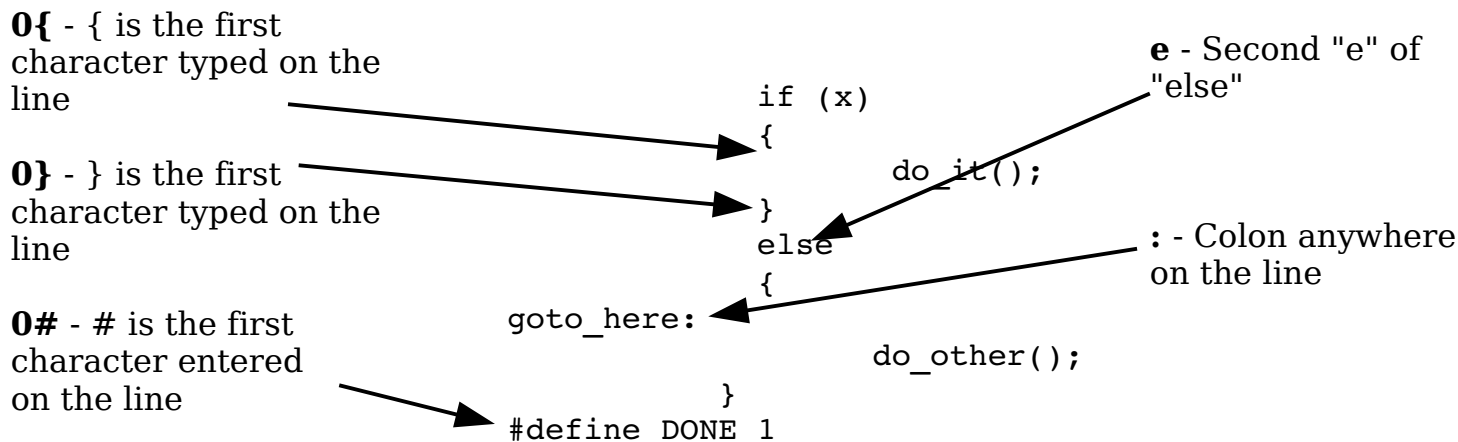 0{ - { is the first
character typed on the
line
0} - } is the first
character typed on the
line
0# - # is the first
character entered
on the line
if (x)
{
do_it();
}
else
{
goto_here:
do_other();
}
#define DONE 1
e - Second "e" of
"else"
: - Colon anywhere
on the line